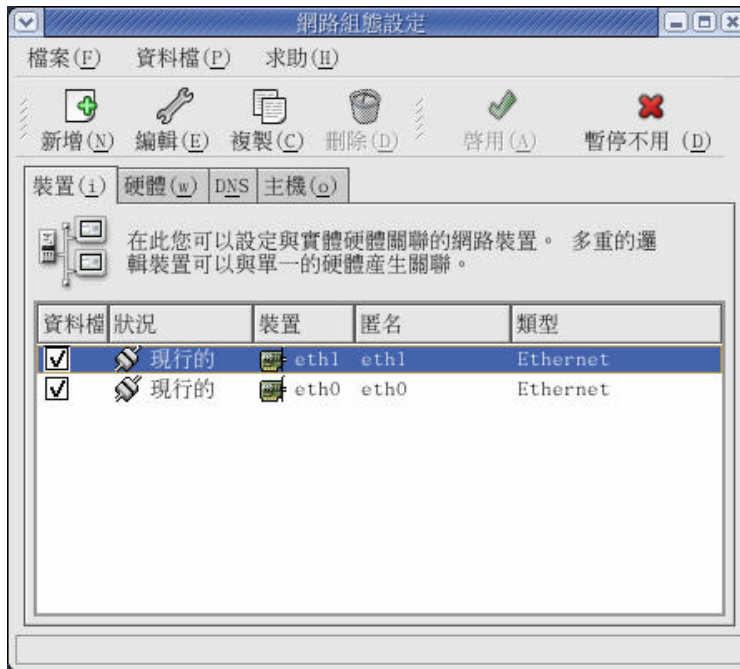 網路組態設定
檔案(F) 資料檔(P) 求助(H)
新增(N) 編輯(E) 複製(C) 刪除(D) 啓用(A) 暫停不用 (D)
裝置(i) 硬體(w) DNS 主機(o)
在此您可以設定與實體硬體關聯的網路裝置。 多重的邏
輯裝置可以與單一的硬體產生關聯。
資料檔 狀況 裝置 匿名 類型
現行的 eth1 eth1 Ethernet
現行的 eth0 eth0 Ethernet